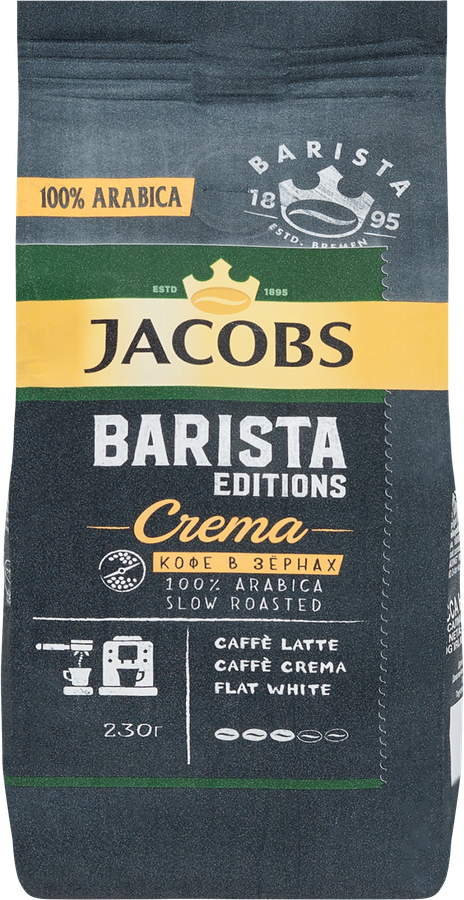 BARISTA
18 95
ESTD. BREMEN
100% ARABICA
ESTD 1895
JACOBS
BARISTA
EDITIONS
Crema
КОФЕ В ЗЁРНАХ
100% ARABICA
SLOW ROASTED
CAFFÈ LATTE
CAFFÈ CREMA
FLAT WHITE
230г